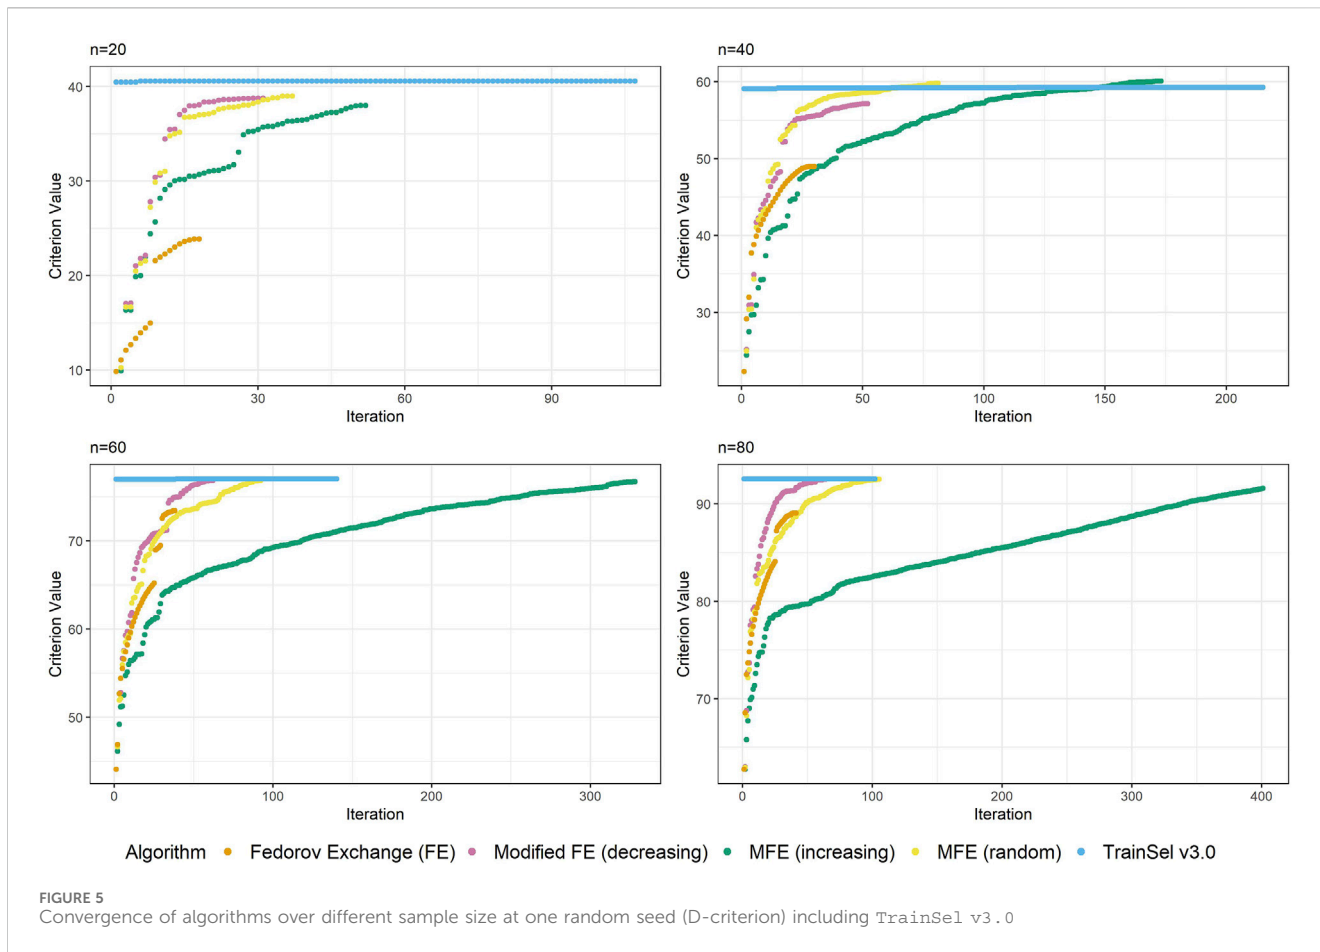 n=20
Criterion Value
40
30
20
10
0
30
60
90
Iteration
n=40
Criterion Value
60
50
40
30
0
50
100
150
200
Iteration
n=60
Criterion Value
70
60
50
0
100
200
300
Iteration
n=80
Criterion Value
90
80
70
0
100
200
300
400
Iteration
Algorithm Fedorov Exchange (FE) Modified FE (decreasing) MFE (increasing) MFE (random) TrainSel v3.0
FIGURE 5
Convergence of algorithms over different sample size at one random seed (D-criterion) including TrainSel v3.0